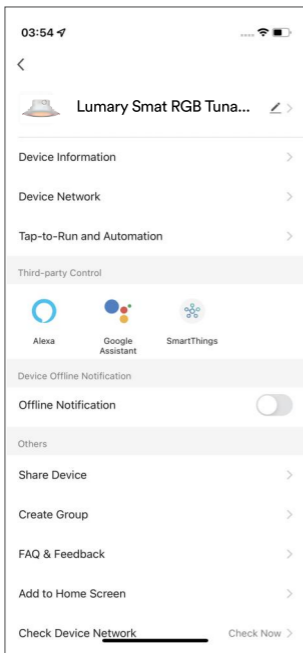 03:54
Lumary Smat RGB Tuna...
Device Information
Device Network
Tap-to-Run and Automation
Third-party Control
Alexa
Google
Assistant
SmartThings
Device Offline Notification
Offline Notification
Others
Share Device
Create Group
FAQ & Feedback
Add to Home Screen
Check Device Network Check Now